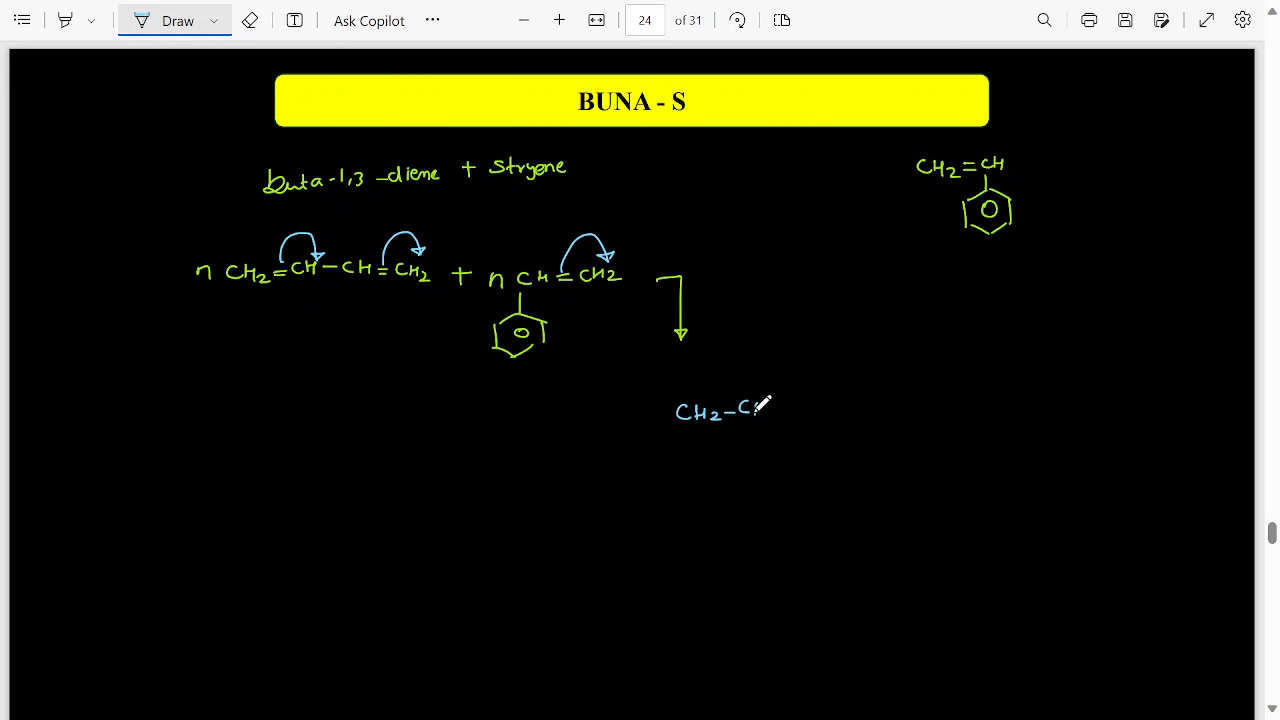 Draw
Ask Copilot
24 of 31
BUNA - S
buta-1,3-diene + Stryene
CH2=CH
n CH2=CH-CH=CH2 + n CH=CH2
CH2-C